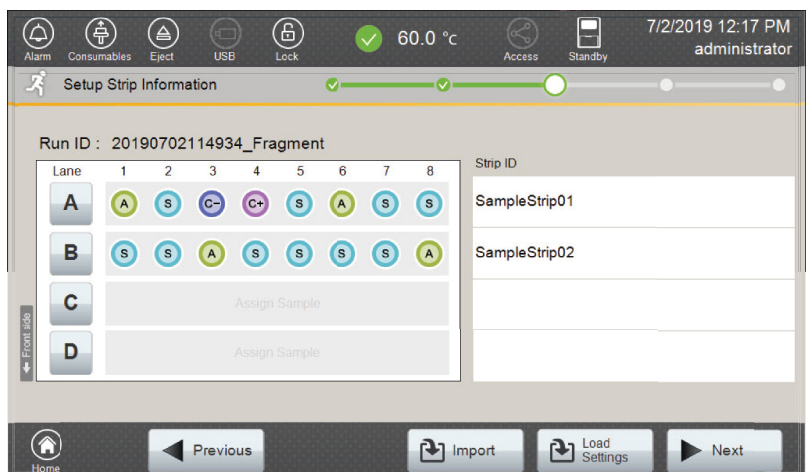 7/2/2019 12:17 PM
60.0 °c
administrator
Alarm Consumables Eject USB Lock Access Standby
Setup Strip Information
Run ID : 20190702114934_Fragment
Lane 1 2 3 4 5 6 7 8
Strip ID
A A S C- C+ S A S S
SampleStrip01
B S S A S S S S A
SampleStrip02
C Assign Sample
D Assign Sample
Front side
Previous
Import
Load
Settings
Next
Home